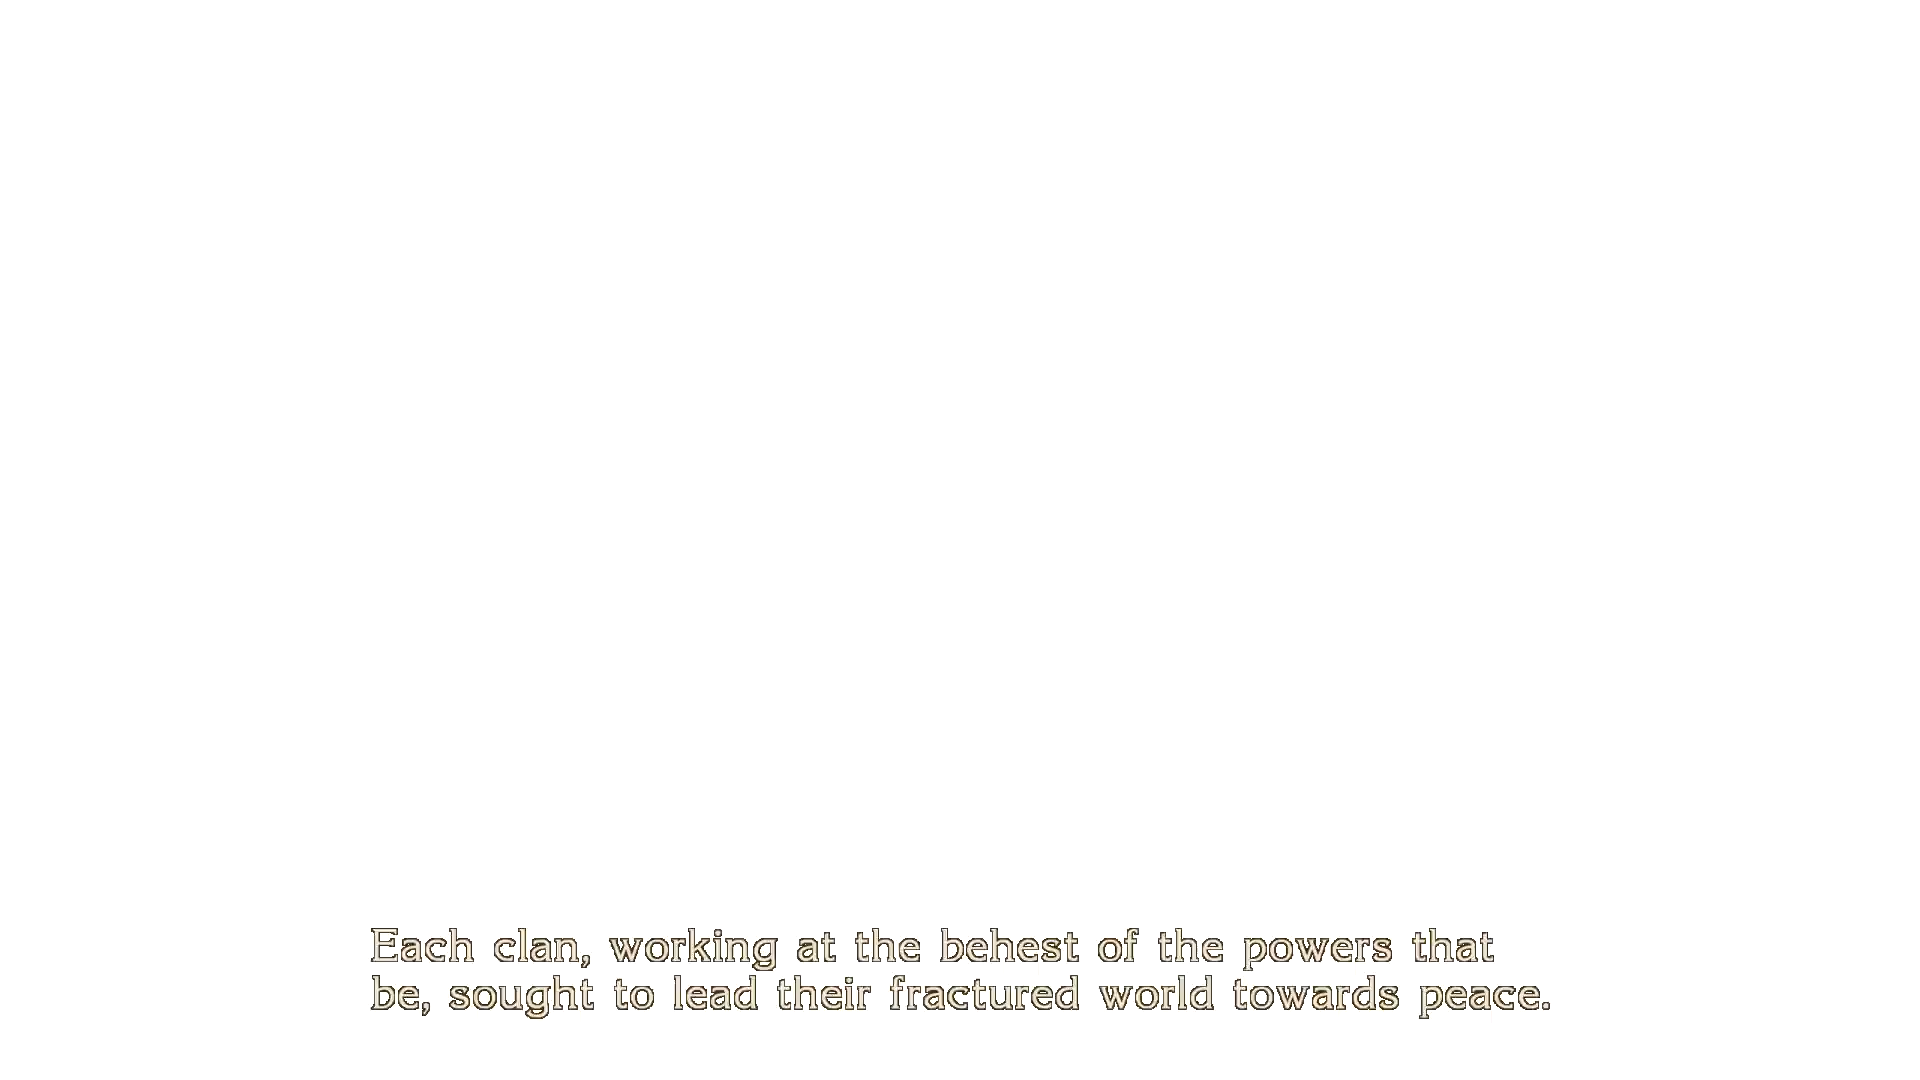 Each clan, working at the behest of the powers that
be, sought to lead their fractured world towards peace.